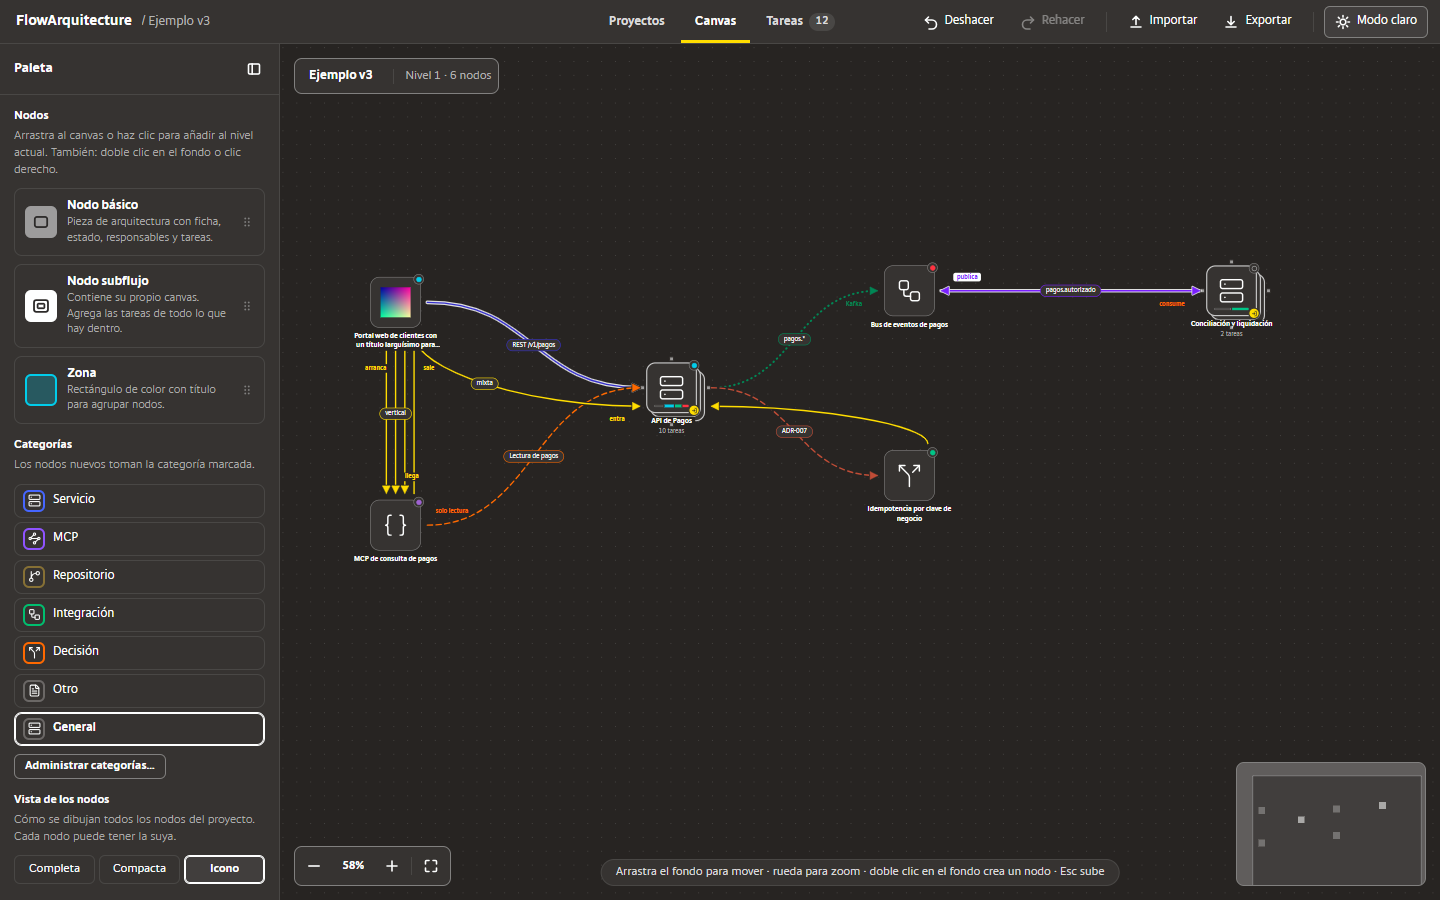 FlowArquitecture / Ejemplo v3
Proyectos
Canvas
Tareas 12
Deshacer
Rehacer
Importar
Exportar
Modo claro
Paleta
Nodos
Arrastra al canvas o haz clic para añadir al nivel
actual. También: doble clic en el fondo o clic
derecho.
Nodo básico
Pieza de arquitectura con ficha,
estado, responsables y tareas.
Nodo subflujo
Contiene su propio canvas.
Agrega las tareas de todo lo que
hay dentro.
Zona
Rectángulo de color con título
para agrupar nodos.
Categorías
Los nodos nuevos toman la categoría marcada.
Servicio
MCP
Repositorio
Integración
Decisión
Otro
General
Administrar categorías...
Vista de los nodos
Cómo se dibujan todos los nodos del proyecto.
Cada nodo puede tener la suya.
Completa
Compacta
Icono
Ejemplo v3
Nivel 1 · 6 nodos
Portal web de clientes con
un título larguísimo para...
arranca
sale
REST /v1/pagos
mixta
vertical
entra
llega
Lectura de pagos
solo lectura
MCP de consulta de pagos
API de Pagos
10 tareas
pagos.*
Kafka
ADR-007
Bus de eventos de pagos
publica
pagos.autorizado
consume
Conciliación y liquidación
2 tareas
Idempotencia por clave de
negocio
58%
Arrastra el fondo para mover · rueda para zoom · doble clic en el fondo crea un nodo · Esc sube